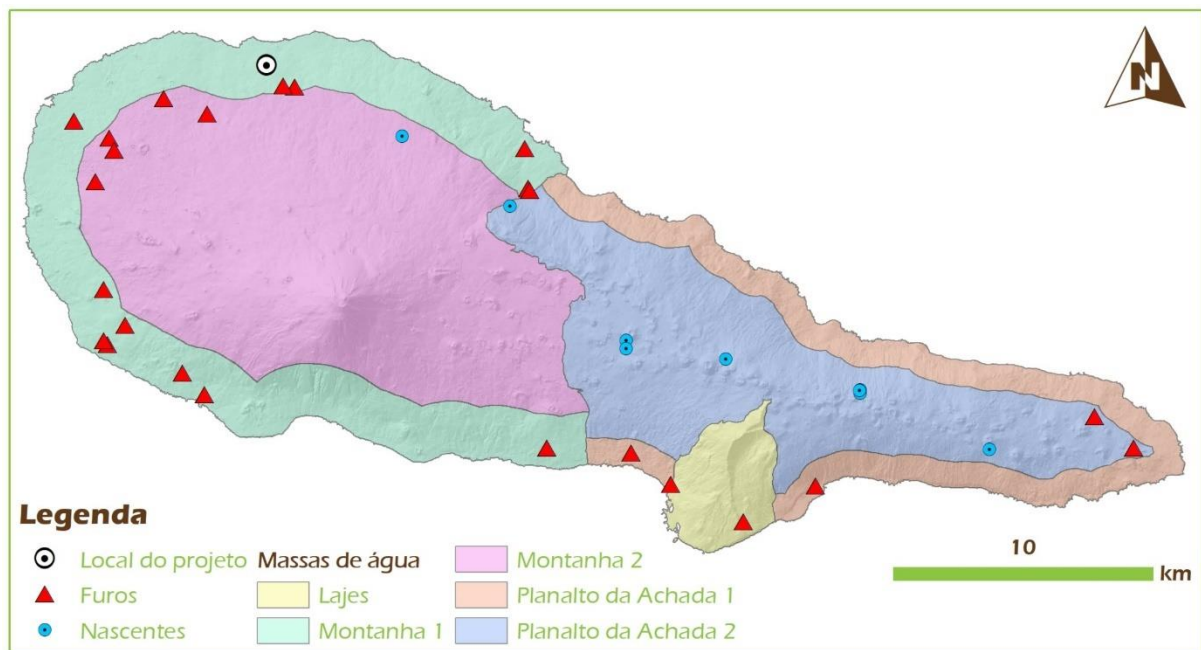 N
Legenda
Local do projeto Massas de água Montanha 2 10
Furos Lajes Planalto da Achada 1 km
Nascentes Montanha 1 Planalto da Achada 2